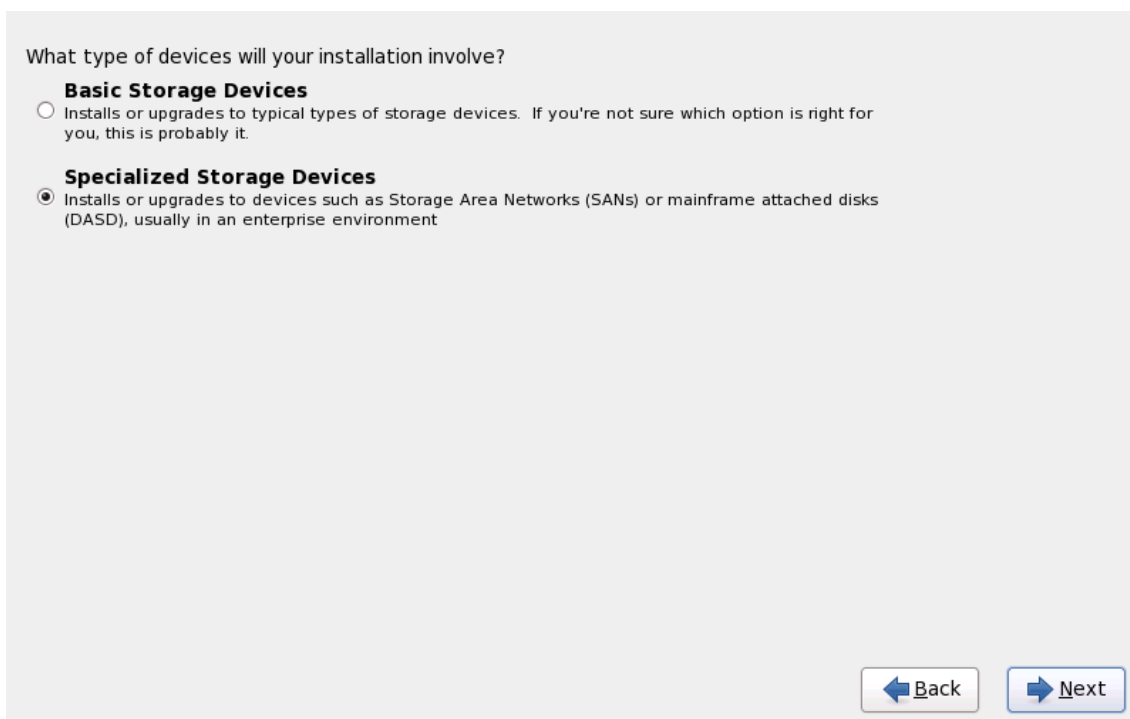 What type of devices will your installation involve?
Basic Storage Devices
Installs or upgrades to typical types of storage devices.  If you're not sure which option is right for
you, this is probably it.
Specialized Storage Devices
Installs or upgrades to devices such as Storage Area Networks (SANs) or mainframe attached disks
(DASD), usually in an enterprise environment
Back
Next